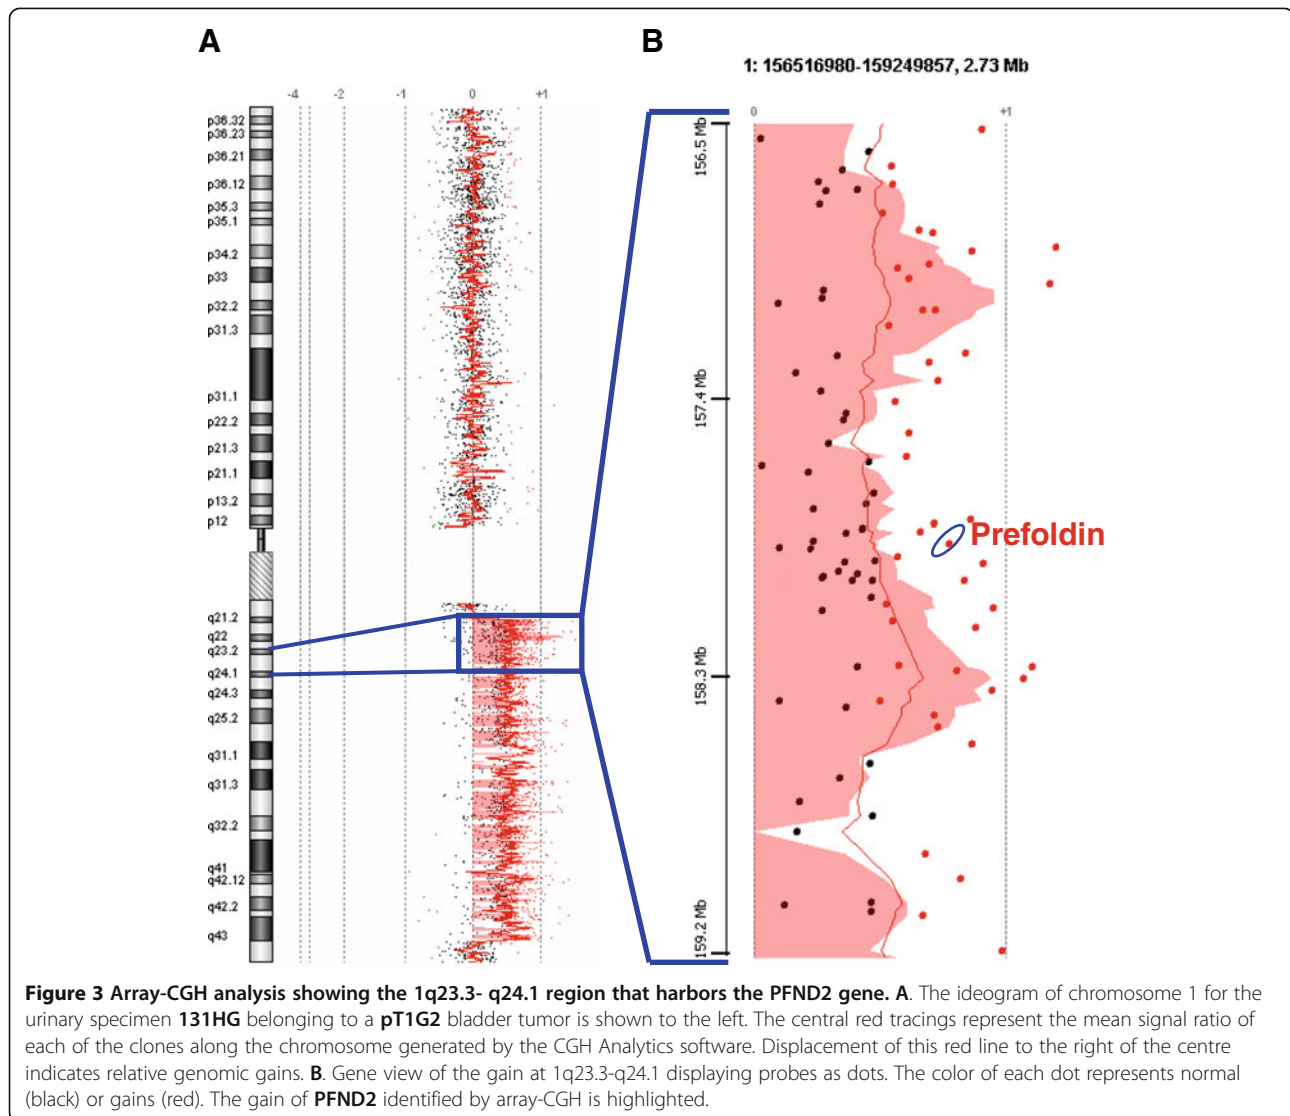 A
B
1: 156516980-159249857, 2.73 Mb
-4 -2 -1 0 +1
0 +1
p36.32
p36.23
p36.21
p36.12
p35.3
p35.1
p34.2
p33
p32.2
p31.3
p31.1
p22.2
p21.3
p21.1
p13.2
p12
q21.2
q22
q23.2
q24.1
q24.3
q25.2
q31.1
q31.3
q32.2
q41
q42.12
q42.2
q43
156.5 Mb
157.4 Mb
158.3 Mb
159.2 Mb
Prefoldin
Figure 3 Array-CGH analysis showing the 1q23.3- q24.1 region that harbors the PFND2 gene. A. The ideogram of chromosome 1 for the
urinary specimen 131HG belonging to a pT1G2 bladder tumor is shown to the left. The central red tracings represent the mean signal ratio of
each of the clones along the chromosome generated by the CGH Analytics software. Displacement of this red line to the right of the centre
indicates relative genomic gains. B. Gene view of the gain at 1q23.3-q24.1 displaying probes as dots. The color of each dot represents normal
(black) or gains (red). The gain of PFND2 identified by array-CGH is highlighted.